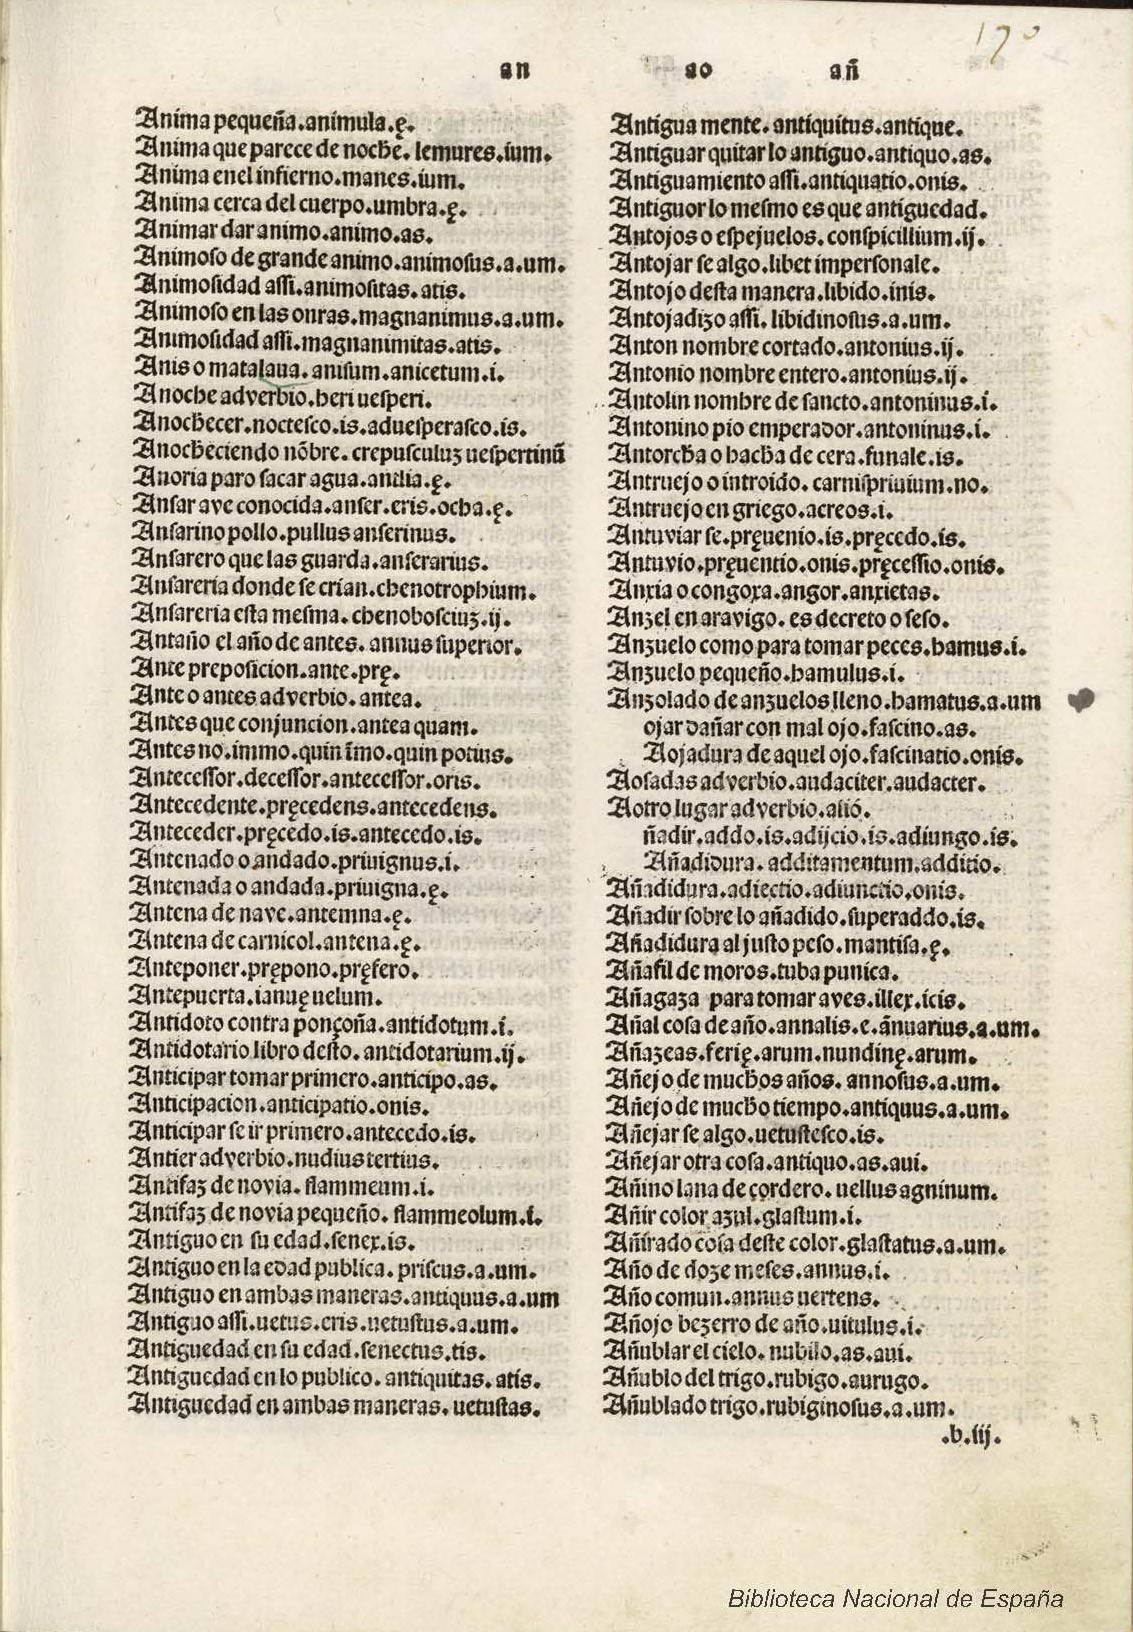 170
an
ao
añ
Anima pequeña.animula.ę.
Anima que parece de noche. lemures.ium.
Anima enel infierno.manes.ium.
Anima cerca del cuerpo.umbra.ę.
Animar dar animo.animo.as.
Animoso de grande animo.animosus.a.um.
Animosidad assi.animositas.atis.
Animoso en las onras.magnanimus.a.um.
Animosidad assi.magnanimitas.atis.
Anis o matalaua.anisum.anicetum.i.
Anoche adverbio.heri uesperi.
Anochecer.noctesco.is.aduesperasco.is.
Anocheciendo nõbre. crepusculuʒ uespertinũ
Anoria paro sacar agua.antlia.ę.
Ansar ave conocida.anser.eris.ocha.ę.
Ansarino pollo.pullus anserinus.
Ansarero que las guarda.anserarius.
Ansareria donde se crian.chenotrophium.
Ansareria esta mesma.chenobosciuʒ.ij.
Antaño el año de antes. annus superior.
Ante preposicion.ante.prę.
Ante o antes adverbio. antea.
Antes que conjuncion.antea quam.
Antes no.immo.quin ĩmo.quin potius.
Antecessor.decessor.antecessor.oris.
Antecedente.pręcedens.antecedens.
Anteceder.pręcedo.is.antecedo.is.
Antenado o andado.priuignus.i.
Antenada o andada.priuigna.ę.
Antena de nave.antemna.ę.
Antena de carnicol.antena.ę.
Anteponer.prępono.pręfero.
Antepuerta.ianuę uelum.
Antidoto contra ponçoña.antidotum.i.
Antidotario libro desto. antidotarium.ij.
Anticipar tomar primero.anticipo.as.
Anticipacion.anticipatio.onis.
Anticipar se ir primero.antecedo.is.
Antier adverbio.nudius tertius.
Antifaz de novia. flammeum.i.
Antifaz de novia pequeño. flammeolum.i.
Antiguo en su edad.senex.is.
Antiguo en la edad publica. priscus.a.um.
Antiguo en ambas maneras.antiquus.a.um
Antiguo assi.uetus.eris.uetustus.a.um.
Antiguedad en su edad.senectus.tis.
Antiguedad en lo publico. antiquitas.atis.
Antiguedad en ambas maneras.uetustas.
Antigua mente. antiquitus.antique.
Antiguar quitar lo antiguo.antiquo.as.
Antiguamiento assi.antiquatio.onis.
Antiguor lo mesmo es que antiguedad.
Antojos o espejuelos.conspicillium.ij.
Antojar se algo.libet impersonale.
Antojo desta manera.libido.inis.
Antojadizo assi. libidinosus.a.um.
Anton nombre cortado.antonius.ij.
Antonio nombre entero.antonius.ij.
Antolin nombre de sancto.antoninus.i.
Antonino pio emperador.antoninus.i.
Antorcha o hacha de cera.funale.is.
Antruejo o introido. carnispriuium.no.
Antruejo en griego.acreos.i.
Antuviar se.pręuenio.is.pręcedo.is.
Antuvio.pręuentio.onis.pręcessio.onis.
Anxia o congoxa.angor.anxietas.
Anzel en aravigo. es decreto o seso.
Anzuelo como para tomar peces.hamus.i.
Anzuelo pequeño.hamulus.i.
Anzolado de anzuelos lleno.hamatus.a.um
ojar dañar con mal ojo.fascino.as.
Aojadura de aquel ojo.fascinatio.onis.
Aosadas adverbio.audaciter.audacter.
Aotro lugar adverbio.alió.
ñadir.addo.is.adijcio.is.adiungo.is.
Añadidura. additamentum.additio.
Añadidura.adiectio.adiunctio.onis.
Añadir sobre lo añadido.superaddo.is.
Añadidura al justo peso.mantisa.ę.
Añafil de moros.tuba punica.
Añagaza para tomar aves.illex.icis.
Añal cosa de año.annalis.e.ãnuarius.a.um.
Añazeas.ferię.arum.nundinę.arum.
Añejo de muchos años. annosus.a.um.
Añejo de mucho tiempo.antiquus.a.um.
Añejar se algo.uetustesco.is.
Añejar otra cosa.antiquo.as.aui.
Añino lana de cordero. uellus agninum.
Añir color azul.glastum.i.
Añirado cosa deste color.glastatus.a.um.
Año de doze meses.annus.i.
Año comun.annus uertens.
Añojo bezerro de año.uitulus.i.
Añublar el cielo. nubilo.as.aui.
Añublo del trigo.rubigo.aurugo.
Añublado trigo.rubiginosus.a.um.
.b.iij.
Biblioteca Nacional de España